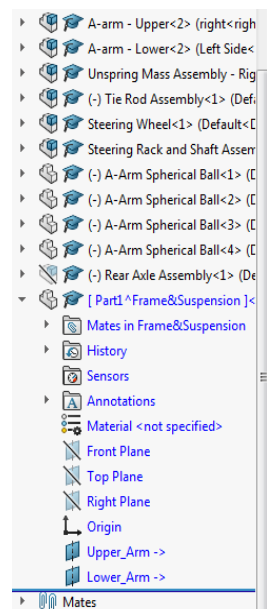 A-arm - Upper<2> (right<righ
A-arm - Lower<2> (Left Side<
Unspring Mass Assembly - Rig
(-) Tie Rod Assembly<1> (Defa
Steering Wheel<1> (Default<D
Steering Rack and Shaft Assem
(-) A-Arm Spherical Ball<1> (D
(-) A-Arm Spherical Ball<2> (D
(-) A-Arm Spherical Ball<3> (D
(-) A-Arm Spherical Ball<4> (D
(-) Rear Axle Assembly<1> (De
[ Part1^Frame&Suspension ]<
Mates in Frame&Suspension
History
Sensors
A Annotations
Material <not specified>
Front Plane
Top Plane
Right Plane
Origin
Upper_Arm ->
Lower_Arm ->
Mates